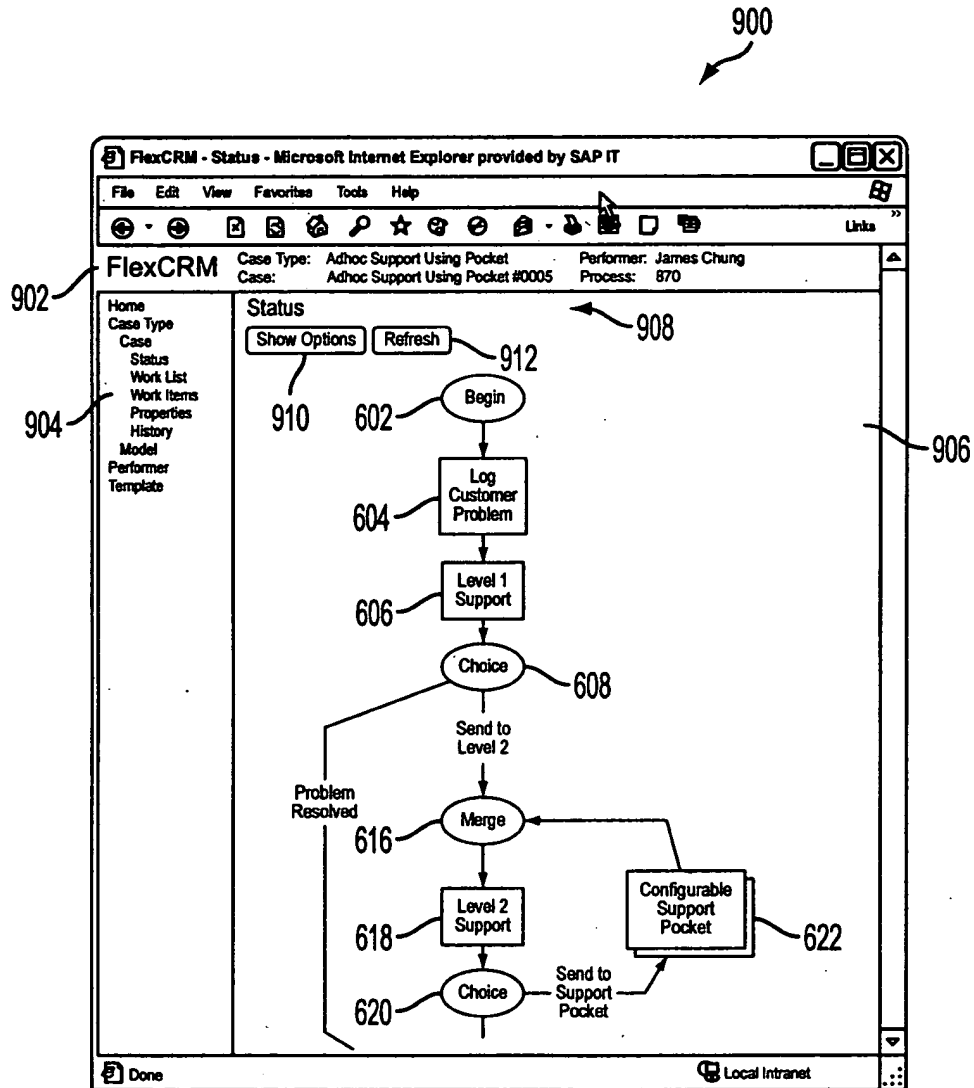 900
FlexCRM - Status - Microsoft Internet Explorer provided by SAP IT
File Edit View Favorites Tools Help
Links
»
FlexCRM
Case Type: Adhoc Support Using Pocket Performer: James Chung
Case: Adhoc Support Using Pocket #0005 Process: 870
902
Home
Case Type
Case
Status
Work List
Work Items
Properties
History
Model
Performer
Template
904
Status
908
Show Options
Refresh
910
912
906
Begin
602
Log
Customer
Problem
604
Level 1
Support
606
Choice
608
Send to
Level 2
Problem
Resolved
Merge
616
Level 2
Support
618
Configurable
Support
Pocket
622
Choice
620
Send to
Support
Pocket
Done
Local Intranet